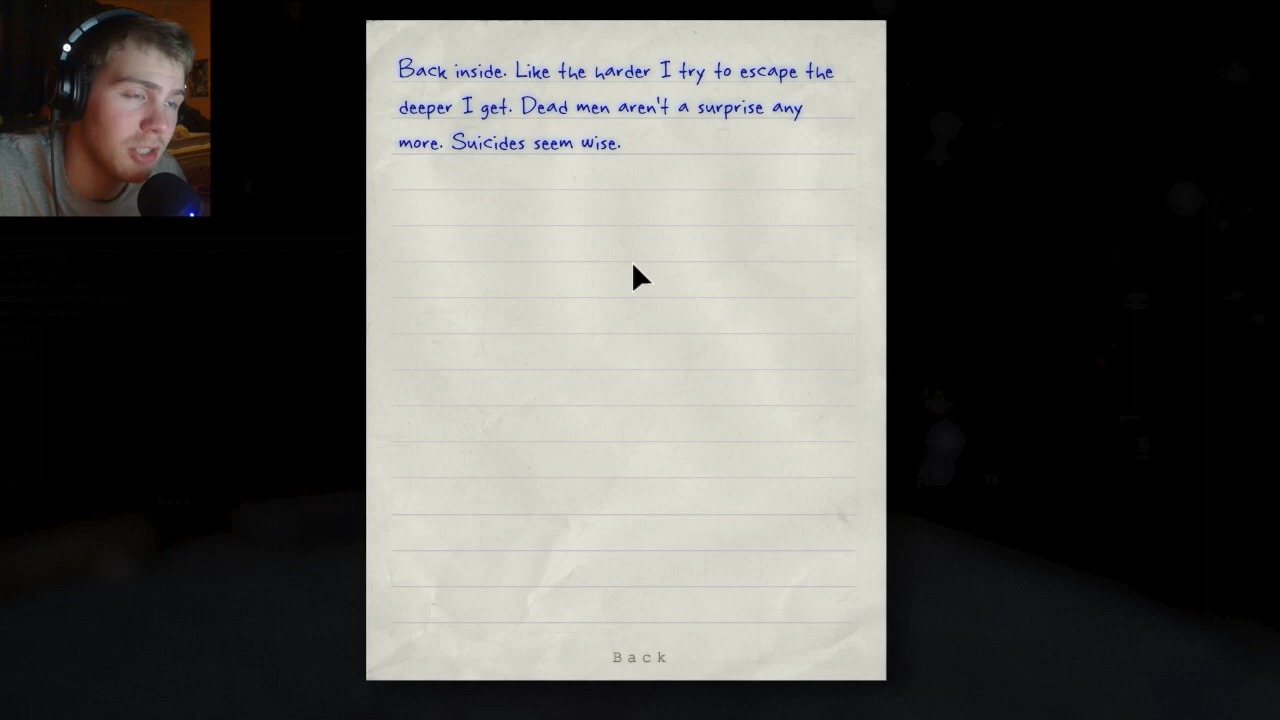 Back inside. Like the harder I try to escape the
deeper I get. Dead men aren't a surprise any
more. Suicides seem wise.
Back